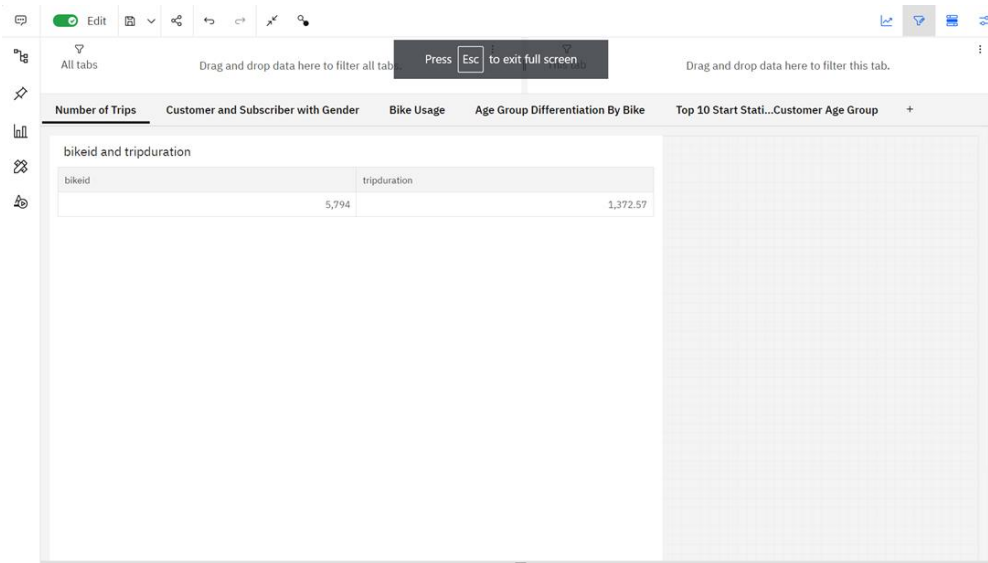 Edit
All tabs
Drag and drop data here to filter all tabs.
Press Esc to exit full screen
This tab
Drag and drop data here to filter this tab.
Number of Trips
Customer and Subscriber with Gender
Bike Usage
Age Group Differentiation By Bike
Top 10 Start Stati...Customer Age Group
+
bikeid and tripduration
bikeid tripduration
5,794 1,372.57